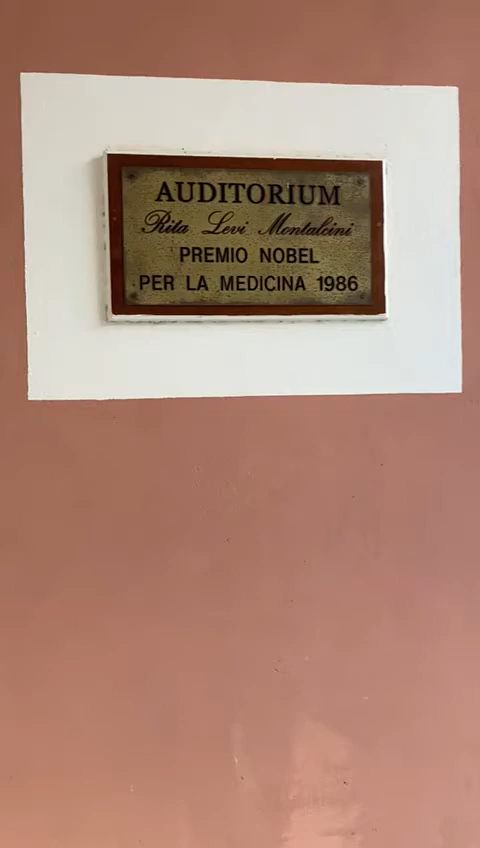 AUDITORIUM
Rita Levi Montalcini
PREMIO NOBEL
PER LA MEDICINA 1986